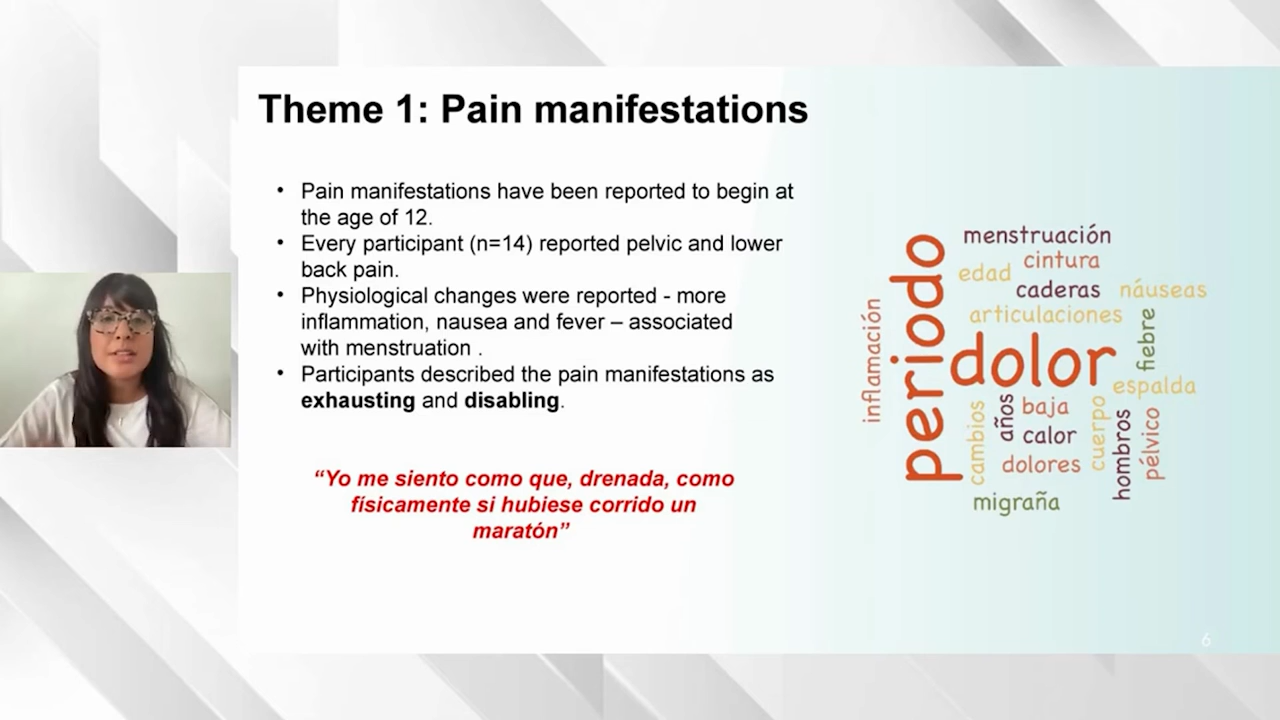 Theme 1: Pain manifestations
• Pain manifestations have been reported to begin at
the age of 12.
• Every participant (n=14) reported pelvic and lower
back pain.
• Physiological changes were reported - more
inflammation, nausea and fever – associated
with menstruation .
• Participants described the pain manifestations as
exhausting and disabling.
“Yo me siento como que, drenada, como
físicamente si hubiese corrido un
maratón”
menstruación
cintura
edad
caderas
náuseas
articulaciones
inflamación
periodo
dolor
fiebre
espalda
cambios
años
baja
calor
dolores
cuerpo
hombros
pélvico
migraña
6